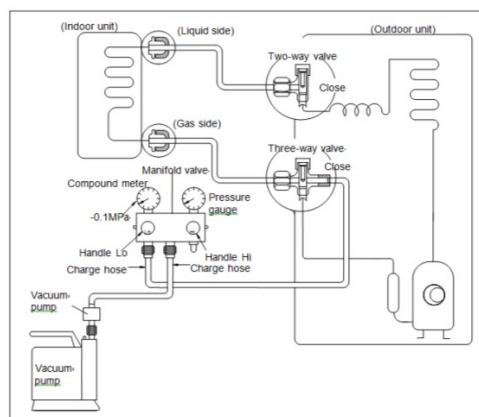 (Indoor unit)
(Liquid side)
(Outdoor unit)
Two-way valve
Close
(Gas side)
Three-way valve
Close
Manifold valve
Compound meter
Pressure
gauge
-0.1MPa
Handle Lo
Handle Hi
Charge hose
Charge hose
Vacuum-
pump
Vacuum-
pump